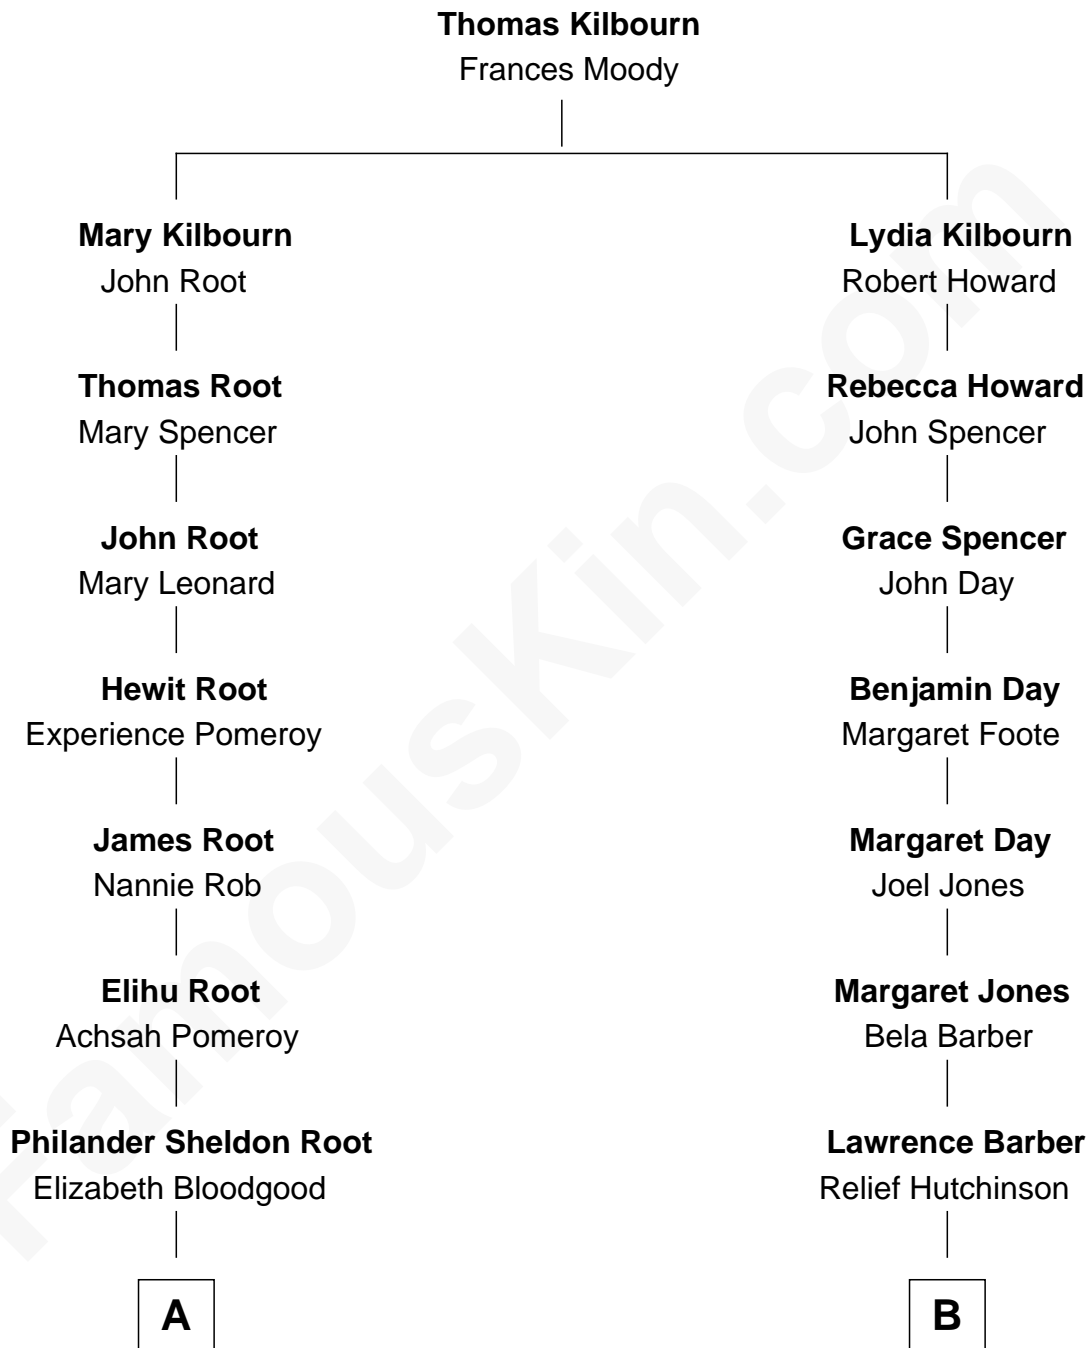 Thomas Kilbourn
Frances Moody
Mary Kilbourn
John Root
Thomas Root
Mary Spencer
John Root
Mary Leonard
Hewit Root
Experience Pomeroy
James Root
Nannie Rob
Elihu Root
Achsah Pomeroy
Philander Sheldon Root
Elizabeth Bloodgood
A
Lydia Kilbourn
Robert Howard
Rebecca Howard
John Spencer
Grace Spencer
John Day
Benjamin Day
Margaret Foote
Margaret Day
Joel Jones
Margaret Jones
Bela Barber
Lawrence Barber
Relief Hutchinson
B
FamousKin.com